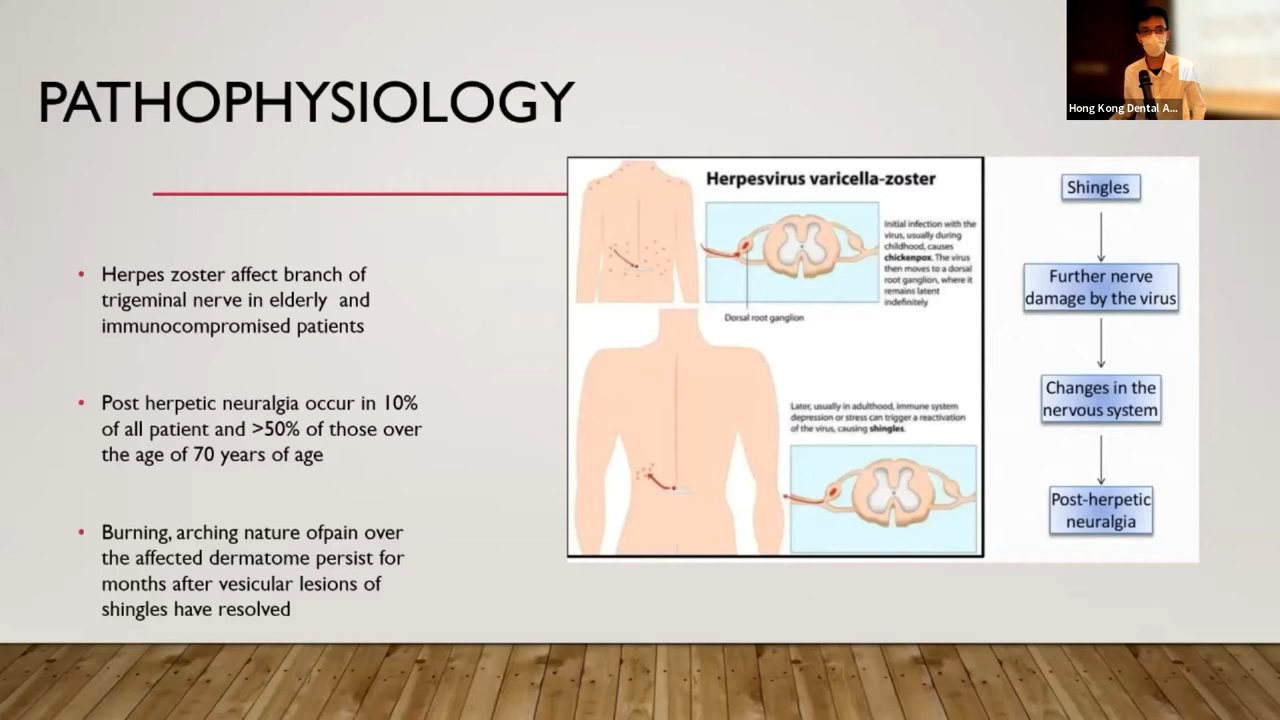 PATHOPHYSIOLOGY
Hong Kong Dental A...
Herpes zoster affect branch of
trigeminal nerve in elderly and
immunocompromised patients
Post herpetic neuralgia occur in 10%
of all patient and >50% of those over
the age of 70 years of age
Burning, arching nature ofpain over
the affected dermatome persist for
months after vesicular lesions of
shingles have resolved
Herpesvirus varicella-zoster
Initial infection with the
virus, usually during
childhood, causes
chickenpox. The virus
then moves to a dorsal
root ganglion, where it
remains latent
indefinitely
Dorsal root ganglion
Later, usually in adulthood, immune system
depression or stress can trigger a reactivation
of the virus, causing shingles.
Shingles
Further nerve
damage by the virus
Changes in the
nervous system
Post-herpetic
neuralgia